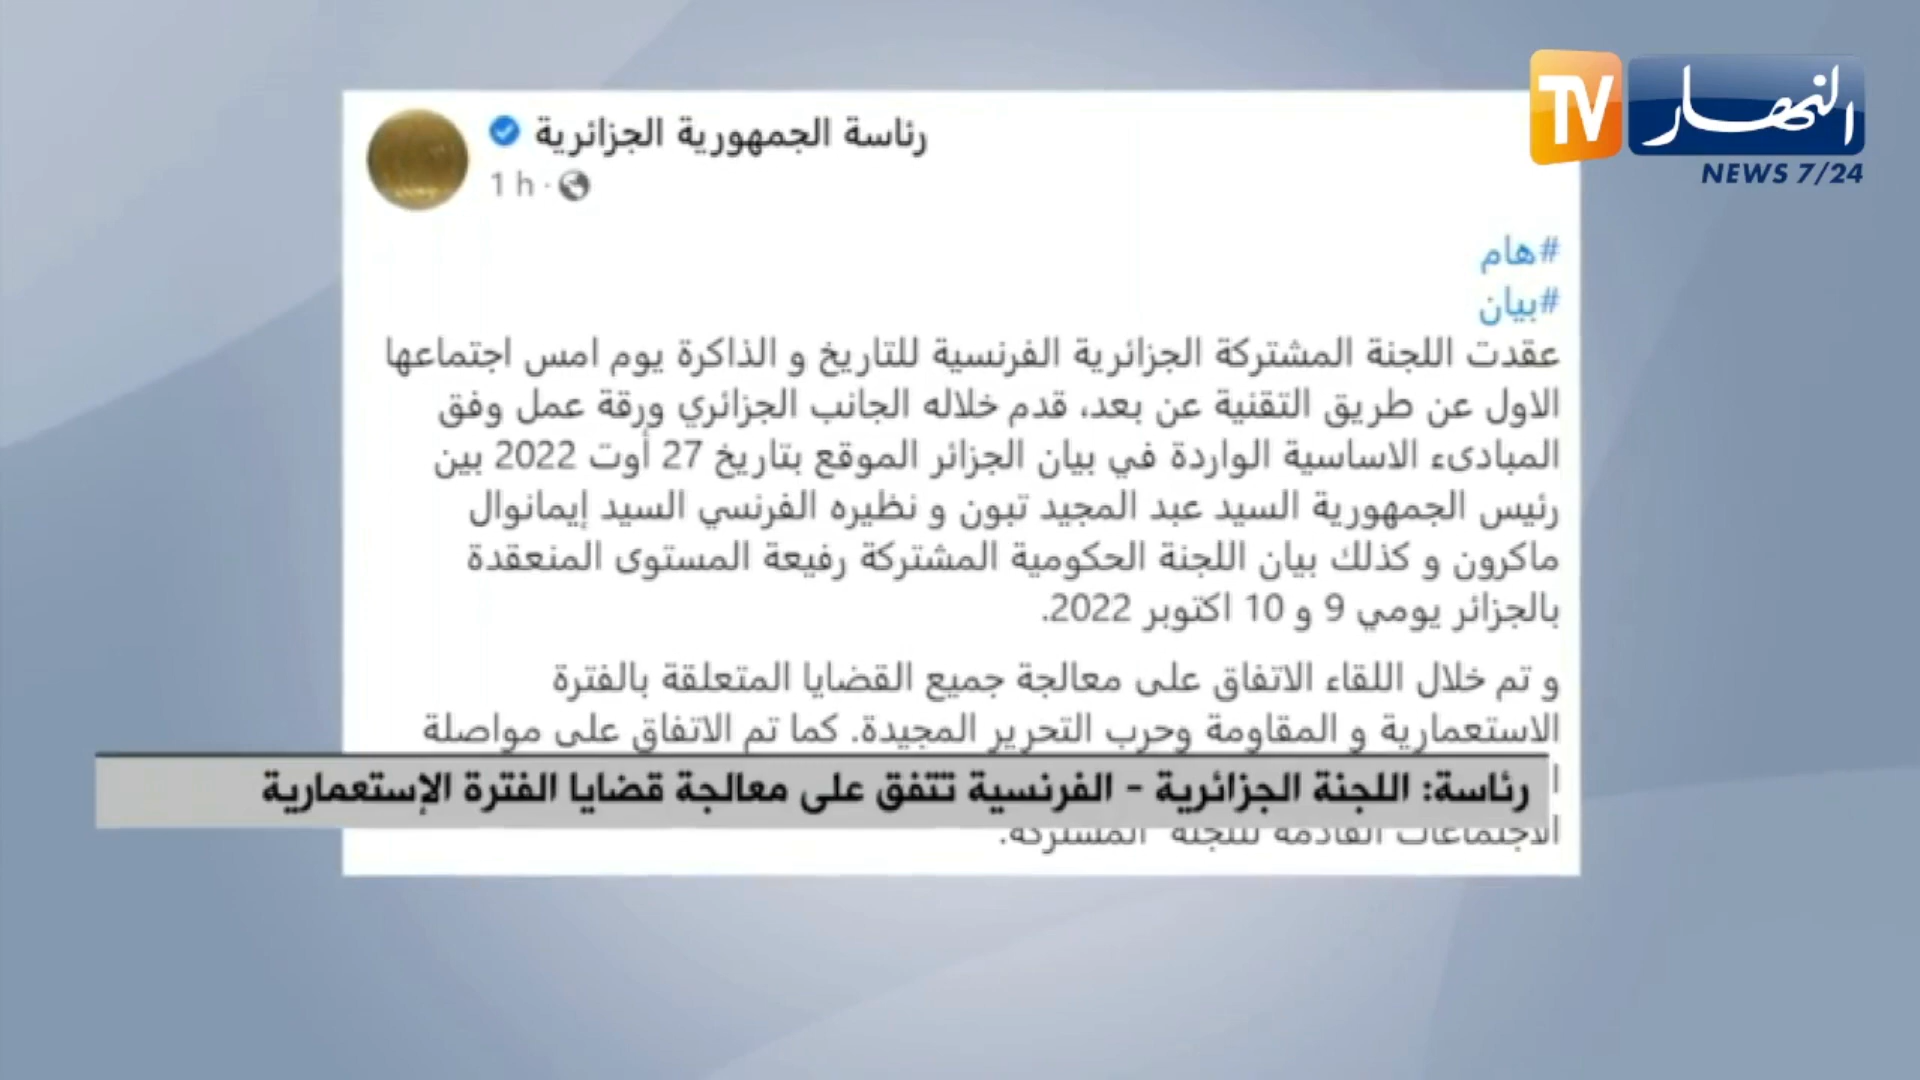 النهار TV
NEWS 7/24
رئاسة الجمهورية الجزائرية
1 h ·
#هام
#بيان
عقدت اللجنة المشتركة الجزائرية الفرنسية للتاريخ و الذاكرة يوم امس اجتماعها
الاول عن طريق التقنية عن بعد، قدم خلاله الجانب الجزائري ورقة عمل وفق
المبادىء الاساسية الواردة في بيان الجزائر الموقع بتاريخ 27 أوت 2022 بين
رئيس الجمهورية السيد عبد المجيد تبون و نظيره الفرنسي السيد إيمانوال
ماكرون و كذلك بيان اللجنة الحكومية المشتركة رفيعة المستوى المنعقدة
بالجزائر يومي 9 و 10 اكتوبر 2022.
و تم خلال اللقاء الاتفاق على معالجة جميع القضايا المتعلقة بالفترة
الاستعمارية و المقاومة وحرب التحرير المجيدة. كما تم الاتفاق على مواصلة
رئاسة: اللجنة الجزائرية - الفرنسية تتفق على معالجة قضايا الفترة الإستعمارية
الاجتماعات القادمة للجنة المشتركة.